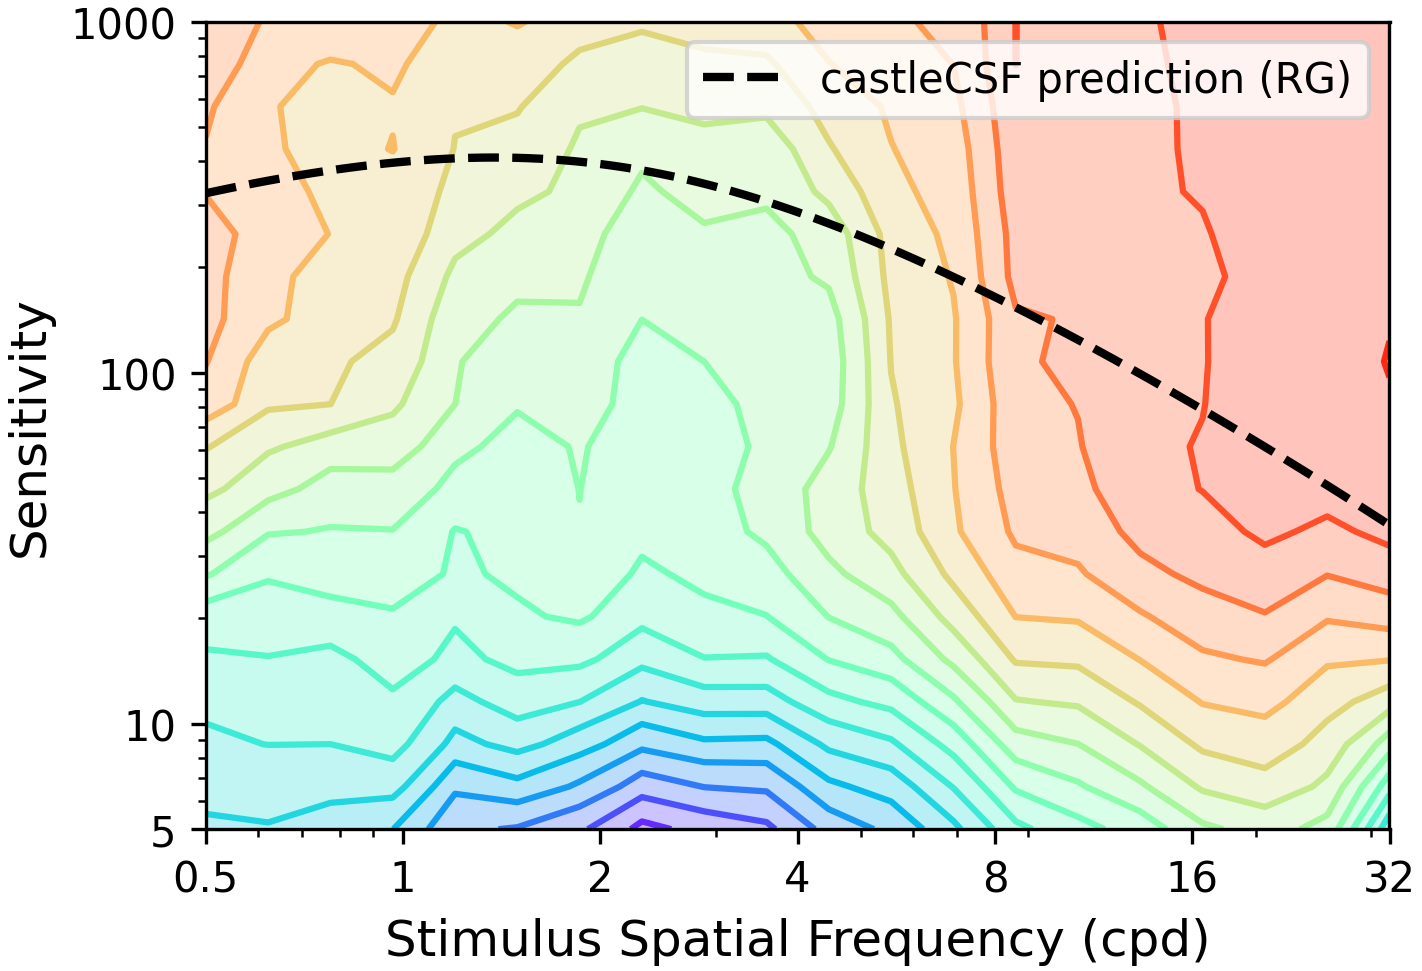 1000
castleCSF prediction (RG)
100
10
5
Sensitivity
0.5 1 2 4 8 16 32
Stimulus Spatial Frequency (cpd)